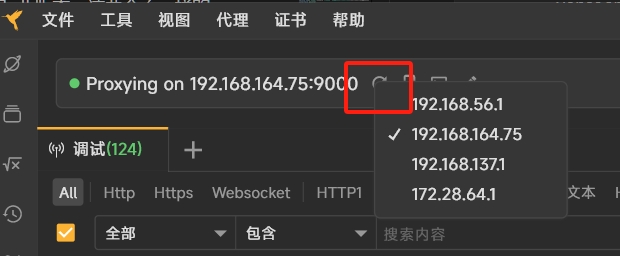 文件 工具 视图 代理 证书 帮助
Proxying on 192.168.164.75:9000
192.168.56.1
192.168.164.75
192.168.137.1
172.28.64.1
调试(124)
All Http Https Websocket HTTP1 文本
全部 包含 搜索内容